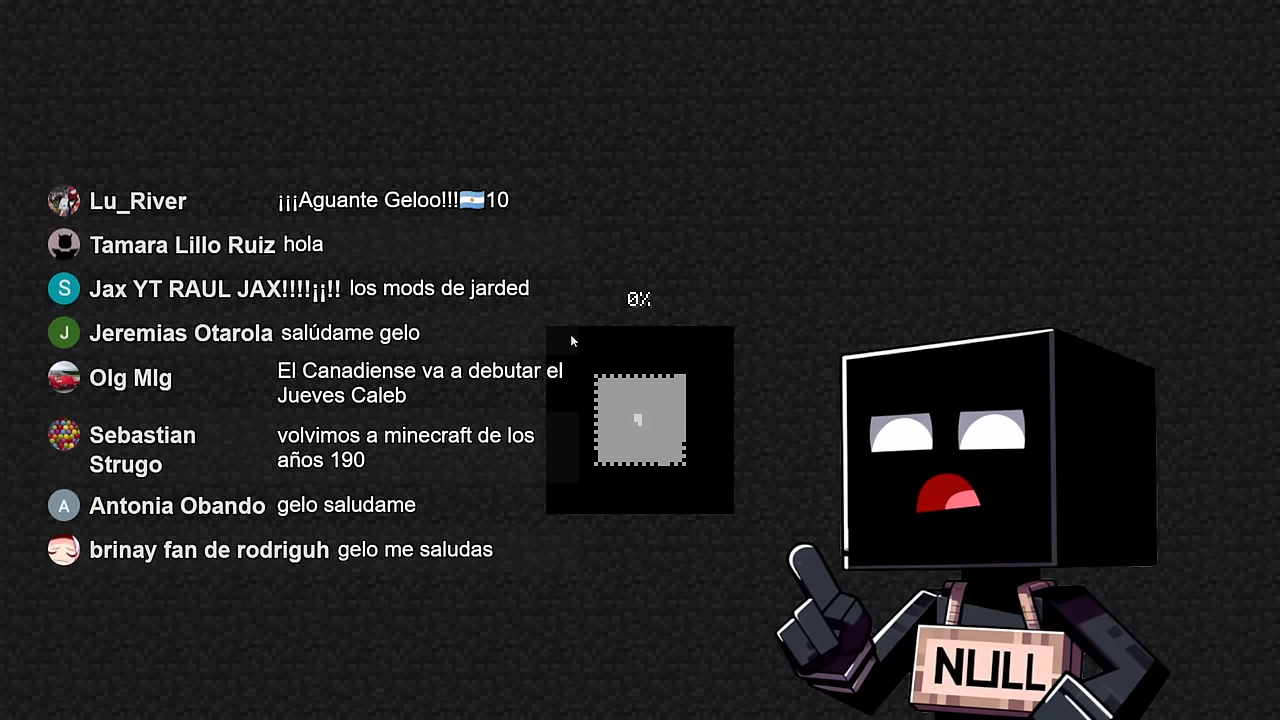 Lu_River ¡¡¡Aguante Geloo!!!🇦🇷10
Tamara Lillo Ruiz hola
S Jax YT RAUL JAX!!!!¡¡!! los mods de jarded
0%
J Jeremias Otarola salúdame gelo
Olg Mlg El Canadiense va a debutar el
Jueves Caleb
Sebastian volvimos a minecraft de los
Strugo años 190
A Antonia Obando gelo saludame
brinay fan de rodriguh gelo me saludas
NULL